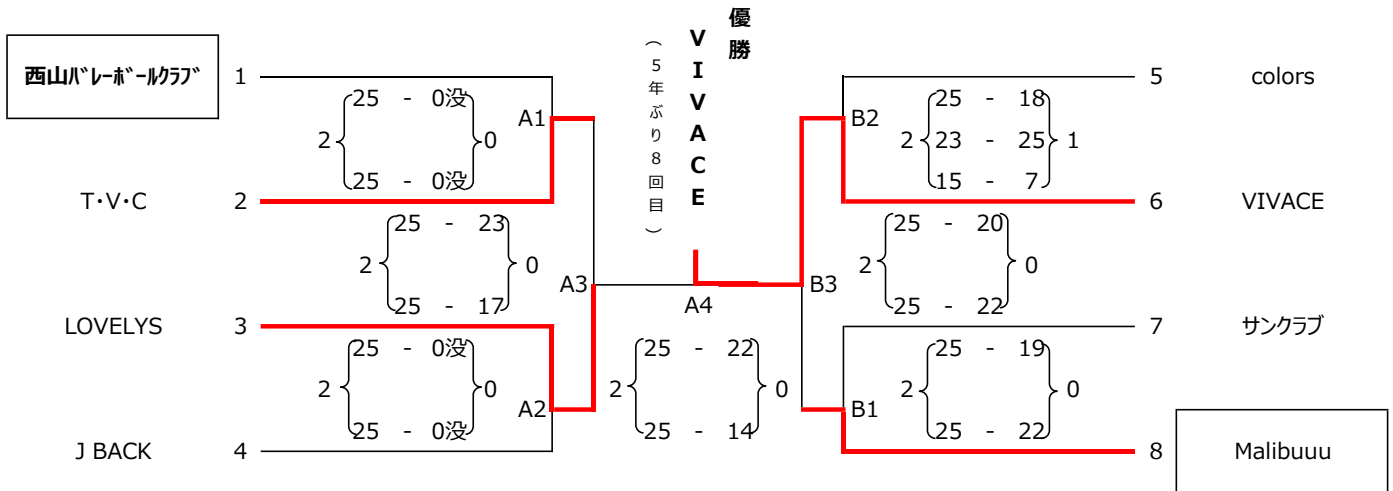 優勝
VIVACE
（5年ぶり8回目）
西山バレーボールクラブ 1
5 colors
25 - 0没
2 0
25 - 0没
A1
B2
25 - 18
2 23 - 25 1
15 - 7
T・V・C 2
6 VIVACE
25 - 23
2 0
25 - 17
A3
A4
B3
25 - 20
2 0
25 - 22
LOVELYS 3
7 サンクラブ
25 - 0没
2 0
25 - 0没
A2
25 - 22
2 0
25 - 14
B1
25 - 19
2 0
25 - 22
J BACK 4
8 Malibuuu